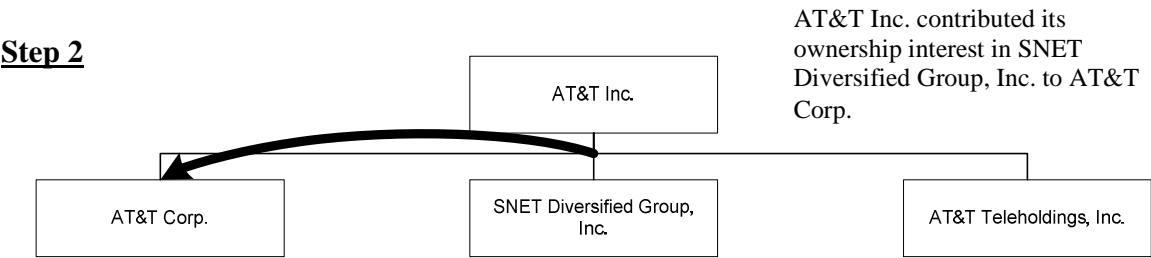 Step 2
AT&T Inc. contributed its
ownership interest in SNET
Diversified Group, Inc. to AT&T
Corp.
AT&T Inc.
AT&T Corp.
SNET Diversified Group,
Inc.
AT&T Teleholdings, Inc.